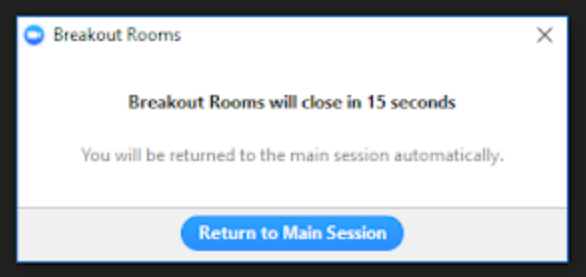 Breakout Rooms
Breakout Rooms will close in 15 seconds
You will be returned to the main session automatically.
Return to Main Session